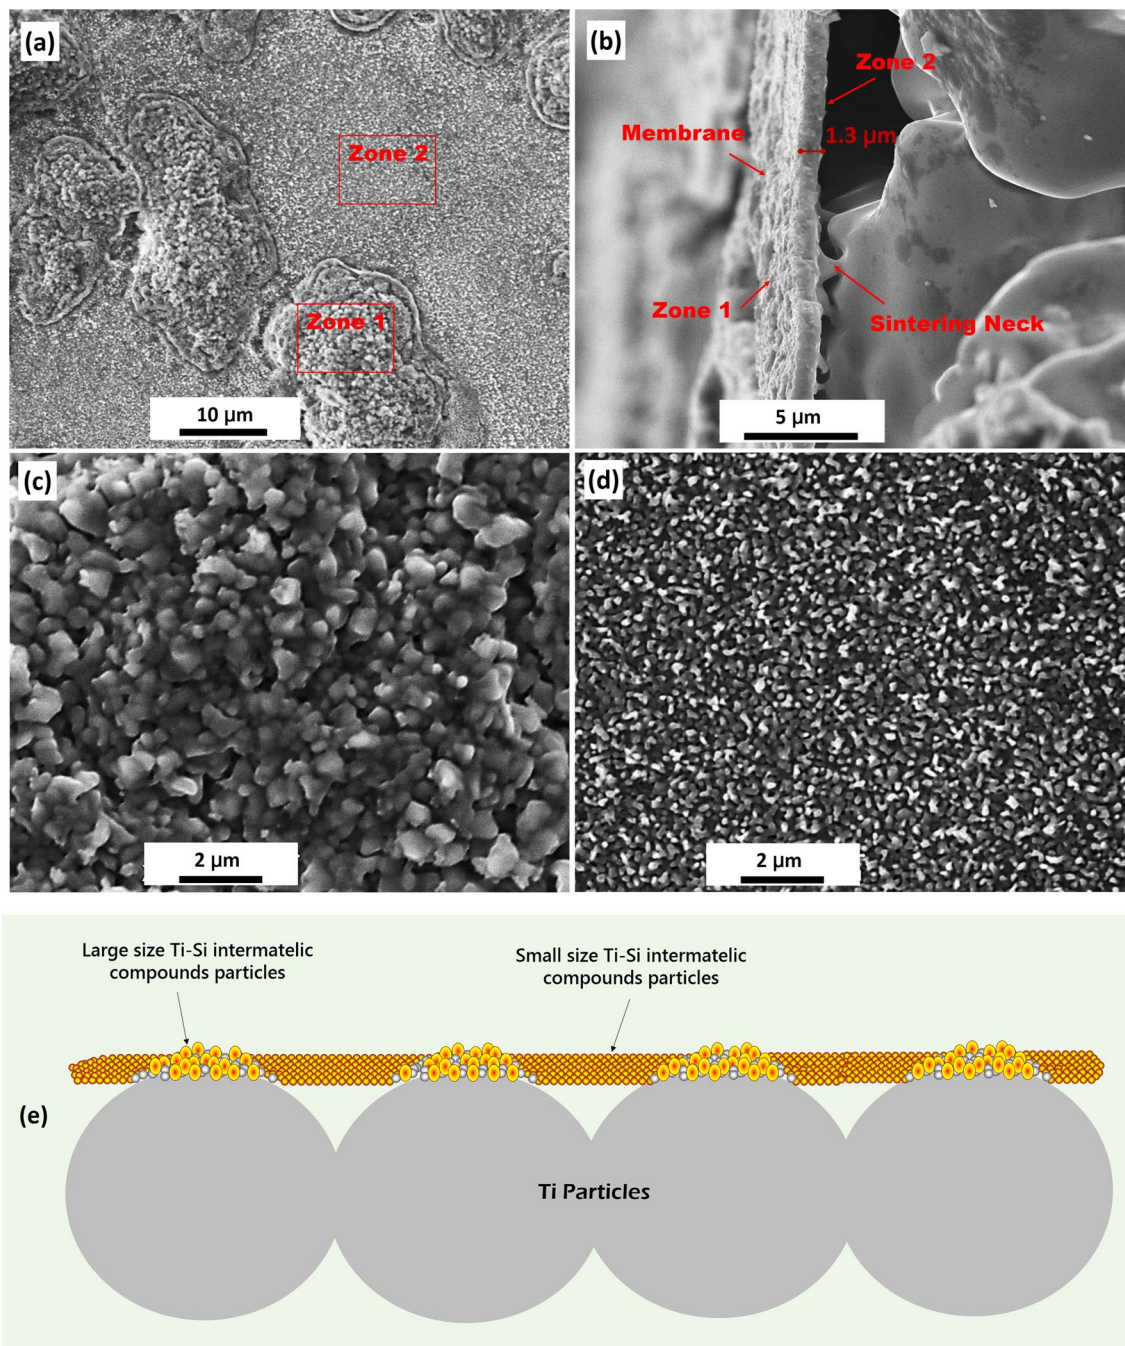 (a)
Zone 2
Zone 1
10 μm
(b)
Zone 2
1.3 μm
Membrane
Zone 1
Sintering Neck
5 μm
(c)
2 μm
(d)
2 μm
Large size Ti-Si intermatelic
compounds particles
Small size Ti-Si intermatelic
compounds particles
(e)
Ti Particles